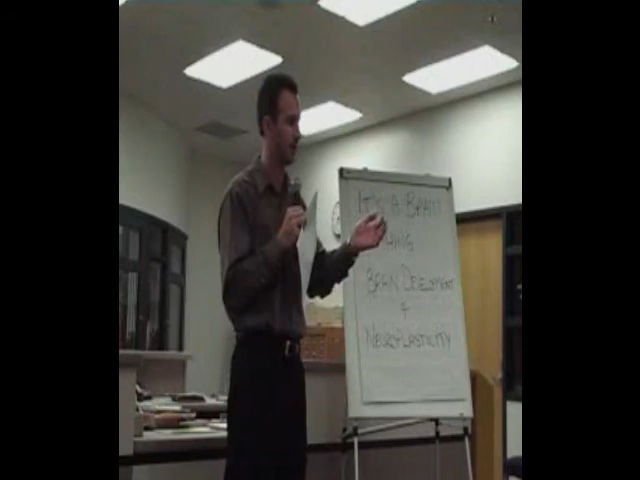 IT'S A BRAIN
THING
BRAIN DEVELOPMENT
+
NEUROPLASTICITY